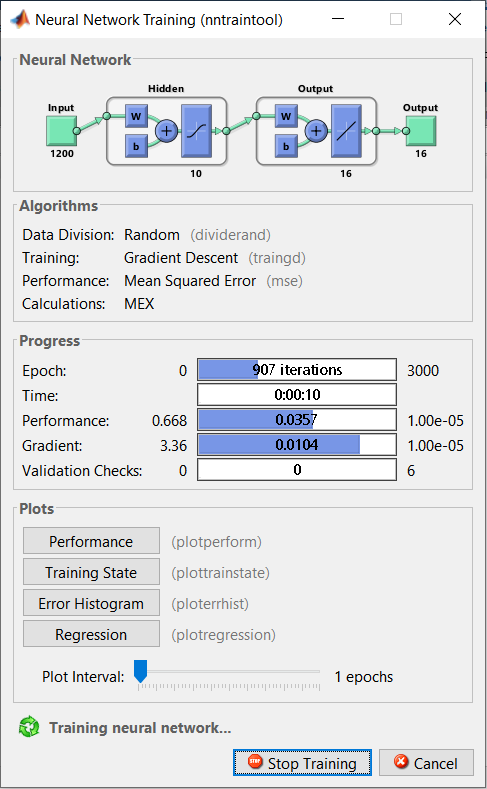 Neural Network Training (nntraintool)
Neural Network
Hidden
Output
Input
W
b
+
W
b
+
Output
1200
10
16
16
Algorithms
Data Division: Random (dividerand)
Training: Gradient Descent (traingd)
Performance: Mean Squared Error (mse)
Calculations: MEX
Progress
Epoch: 0 907 iterations 3000
Time: 0:00:10
Performance: 0.668 0.0357 1.00e-05
Gradient: 3.36 0.0104 1.00e-05
Validation Checks: 0 0 6
Plots
Performance (plotperform)
Training State (plottrainstate)
Error Histogram (ploterrhist)
Regression (plotregression)
Plot Interval: 1 epochs
Training neural network...
STOP Stop Training
Cancel